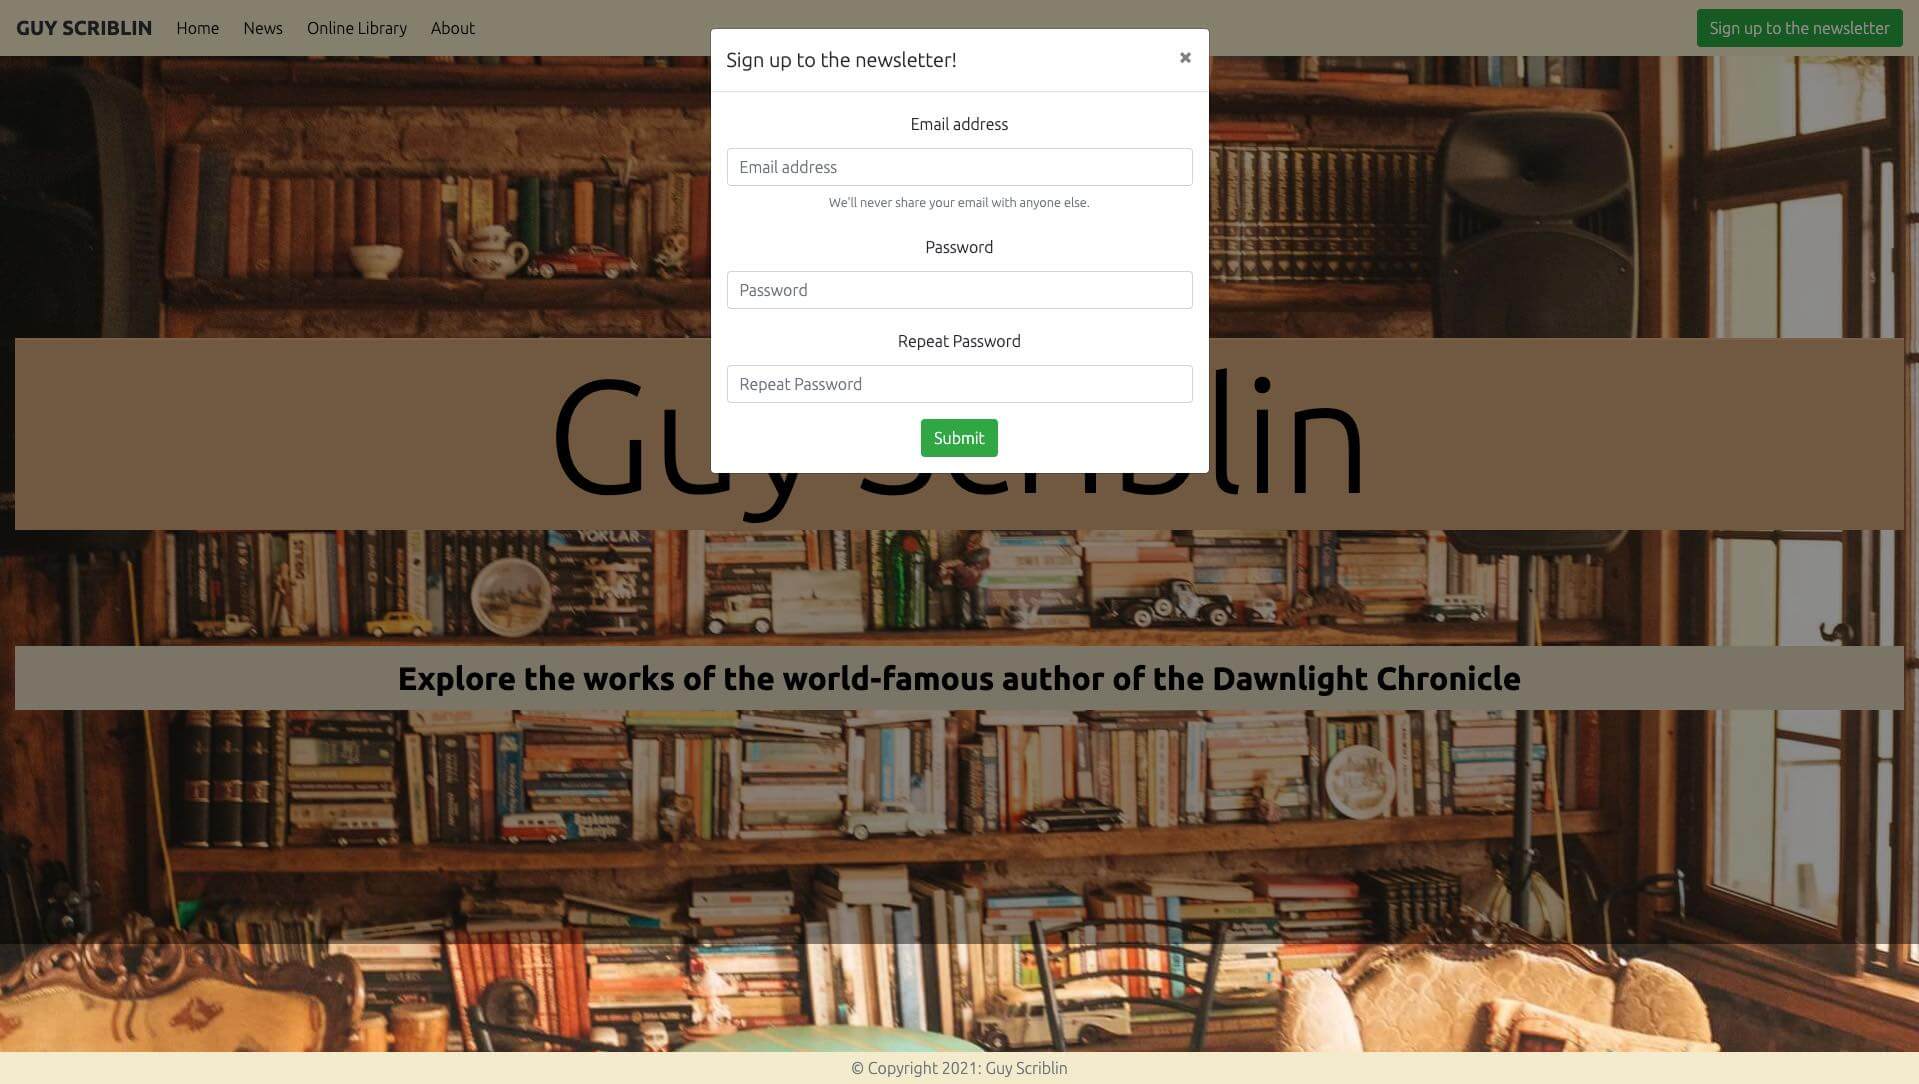 GUY SCRIBLIN Home News Online Library About Sign up to the newsletter
Sign up to the newsletter! ×
Email address
Email address
We'll never share your email with anyone else.
Password
Password
Repeat Password
Repeat Password
Submit
Guy Scriblin
YOKLAR
Explore the works of the world-famous author of the Dawnlight Chronicle
© Copyright 2021: Guy Scriblin